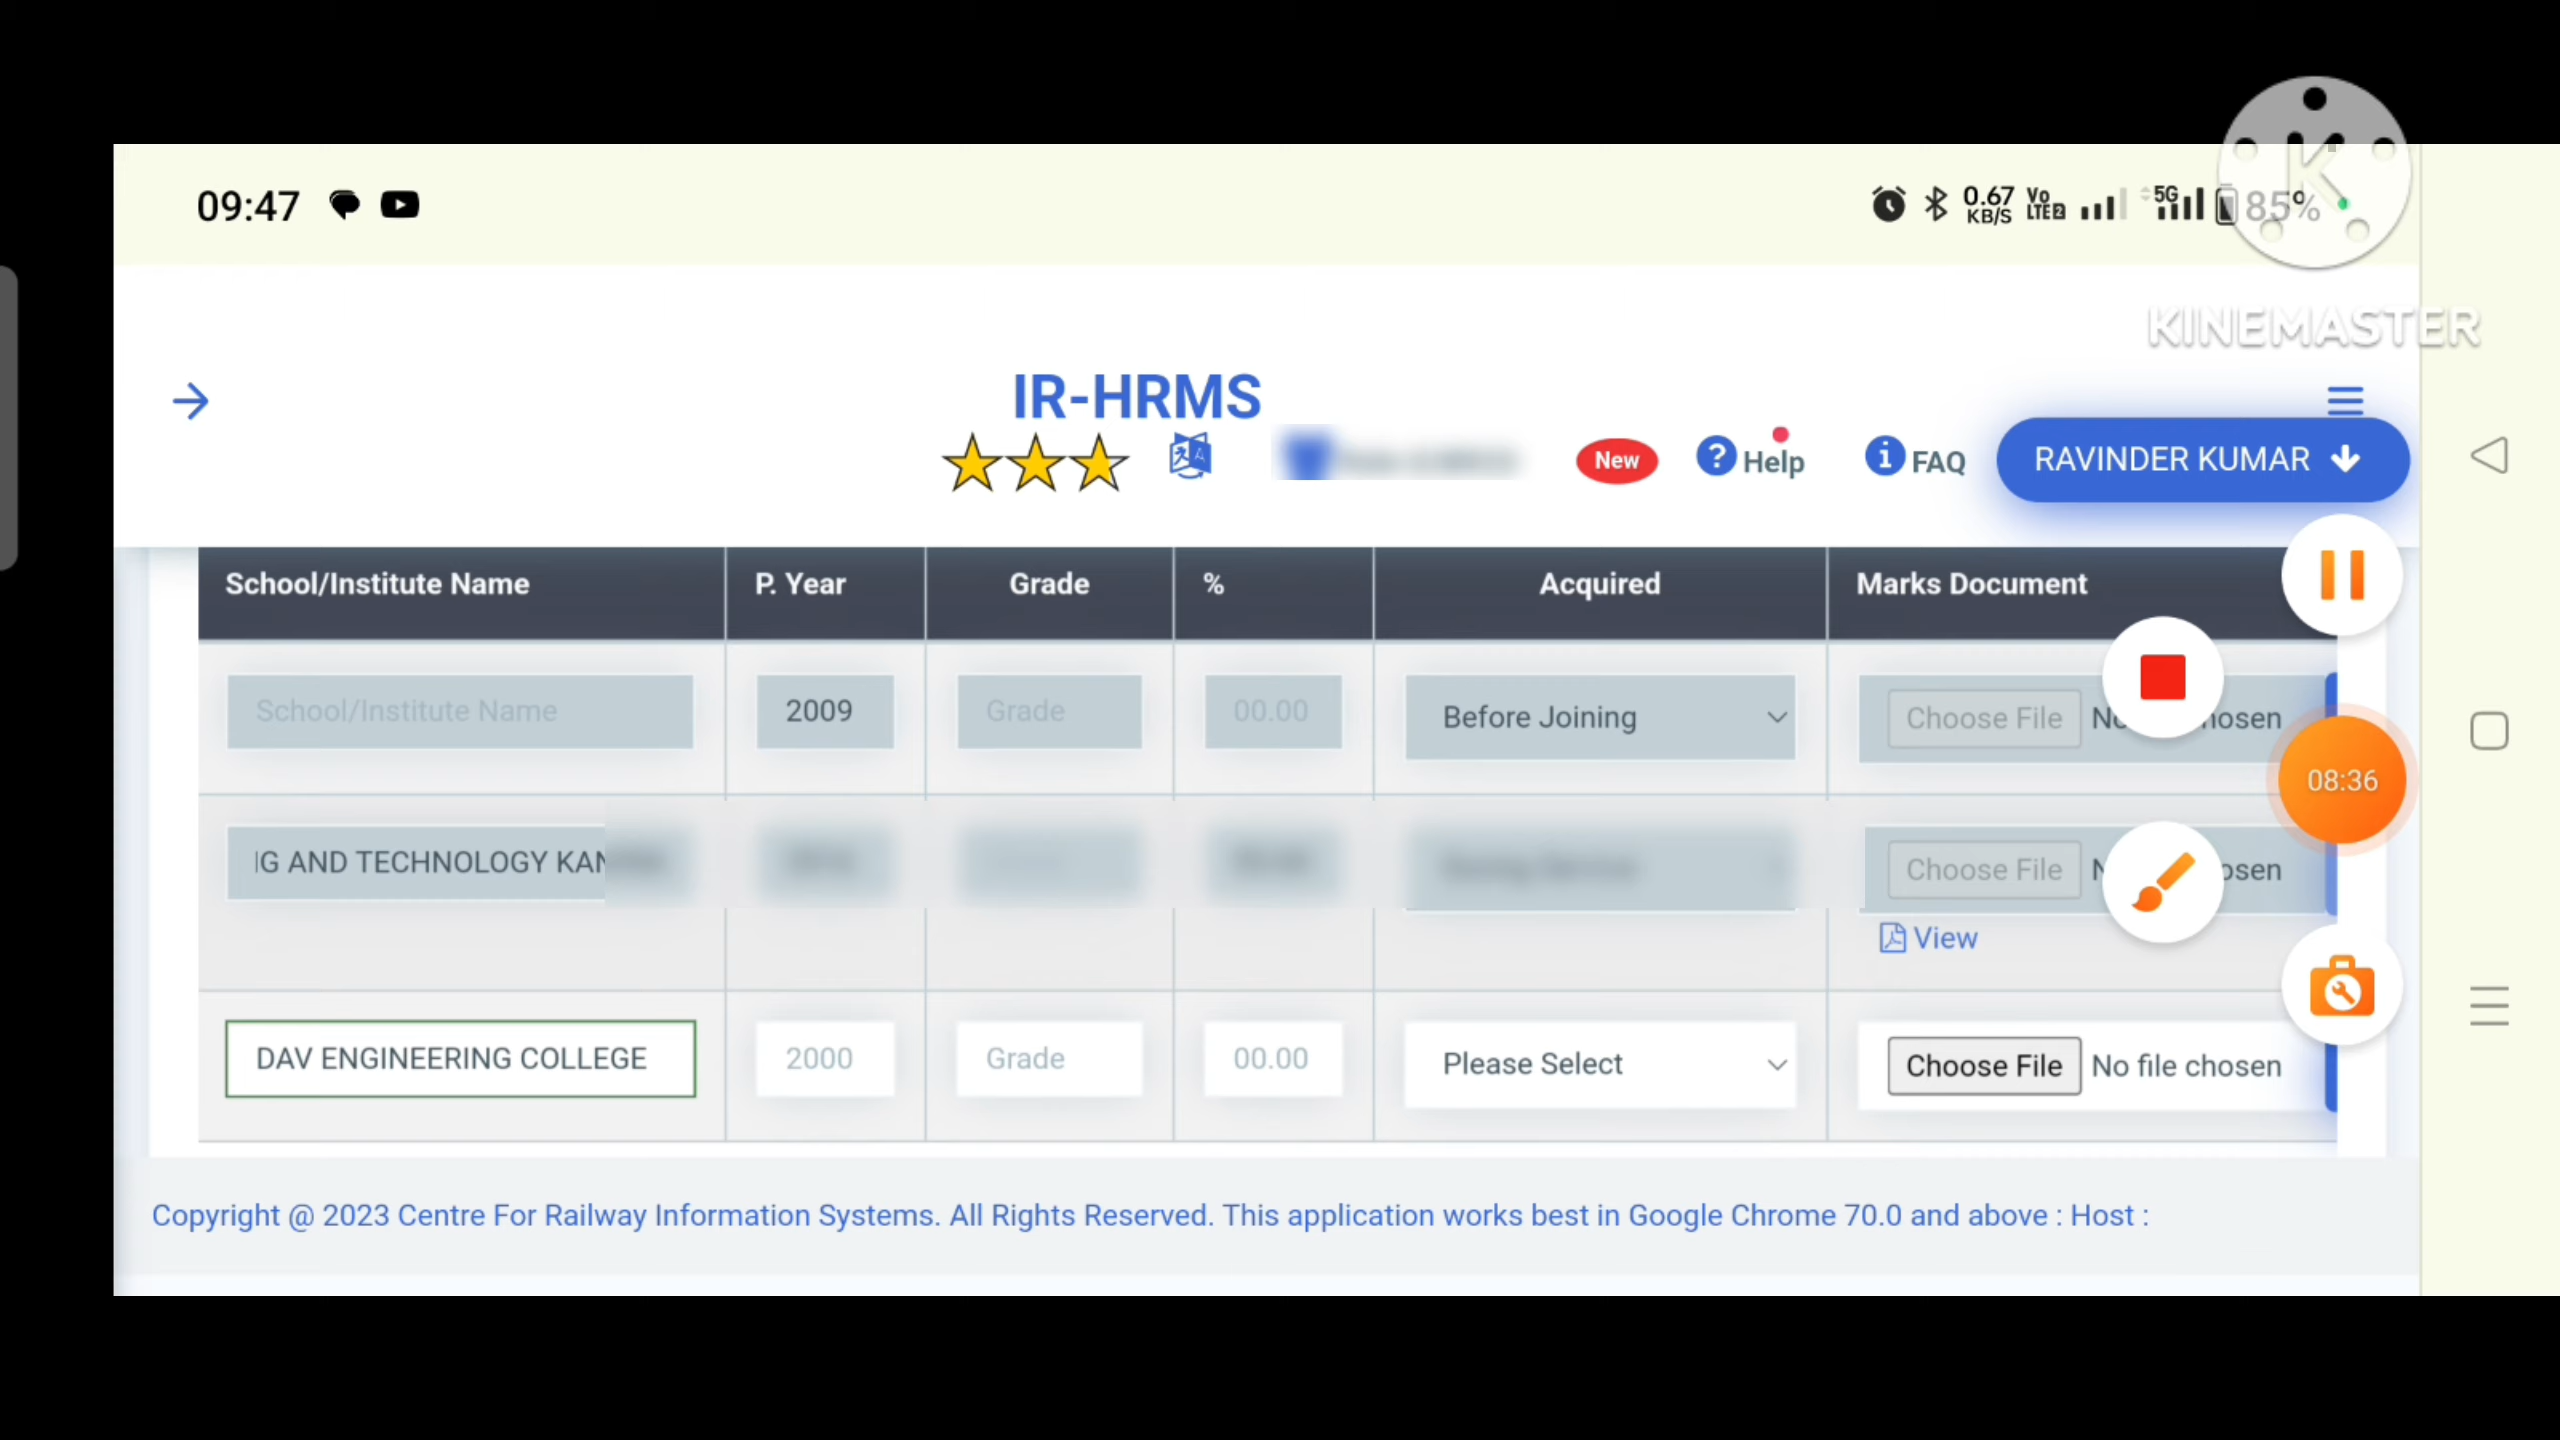 09:47 0.67 KB/S Vo LTE 2 5G 85%
KINEMASTER
IR-HRMS
New Help FAQ RAVINDER KUMAR
School/Institute Name P. Year Grade % Acquired Marks Document
School/Institute Name 2009 Grade 00.00 Before Joining Choose File
08:36
AND TECHNOLOGY Choose File
View
DAV ENGINEERING COLLEGE 2000 Grade 00.00 Please Select Choose File No file chosen
Copyright @ 2023 Centre For Railway Information Systems. All Rights Reserved. This application works best in Google Chrome 70.0 and above : Host :